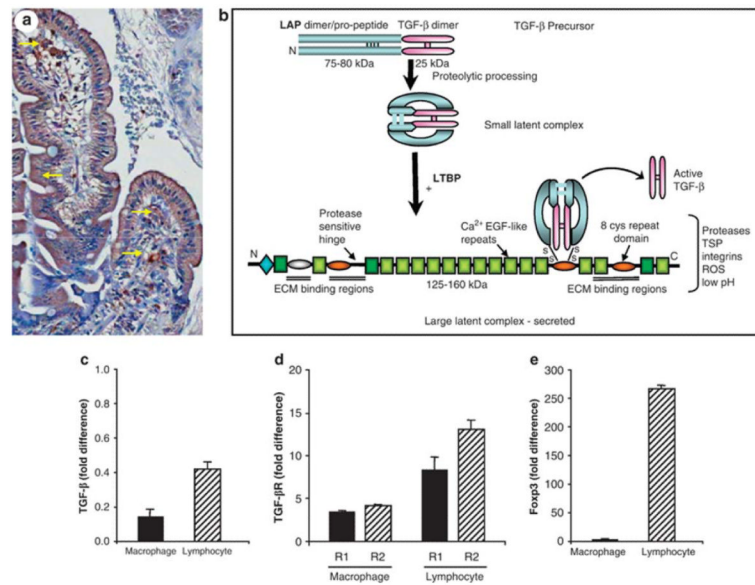 a
b
LAP dimer/pro-peptide
TGF-β dimer
TGF-β Precursor
N
75-80 kDa
25 kDa
Proteolytic processing
Small latent complex
LTBP
+
Active
TGF-β
Protease
sensitive
hinge
Ca2+ EGF-like
repeats
8 cys repeat
domain
S
S
S
S
N
C
ECM binding regions
125-160 kDa
ECM binding regions
Proteases
TSP
integrins
ROS
low pH
Large latent complex - secreted
c
TGF-β (fold difference)
1.0
0.8
0.6
0.4
0.2
0.0
Macrophage
Lymphocyte
d
TGF-βR (fold difference)
20
15
10
5
0
R1
R2
R1
R2
Macrophage
Lymphocyte
e
Foxp3 (fold difference)
300
250
200
150
100
50
0
Macrophage
Lymphocyte